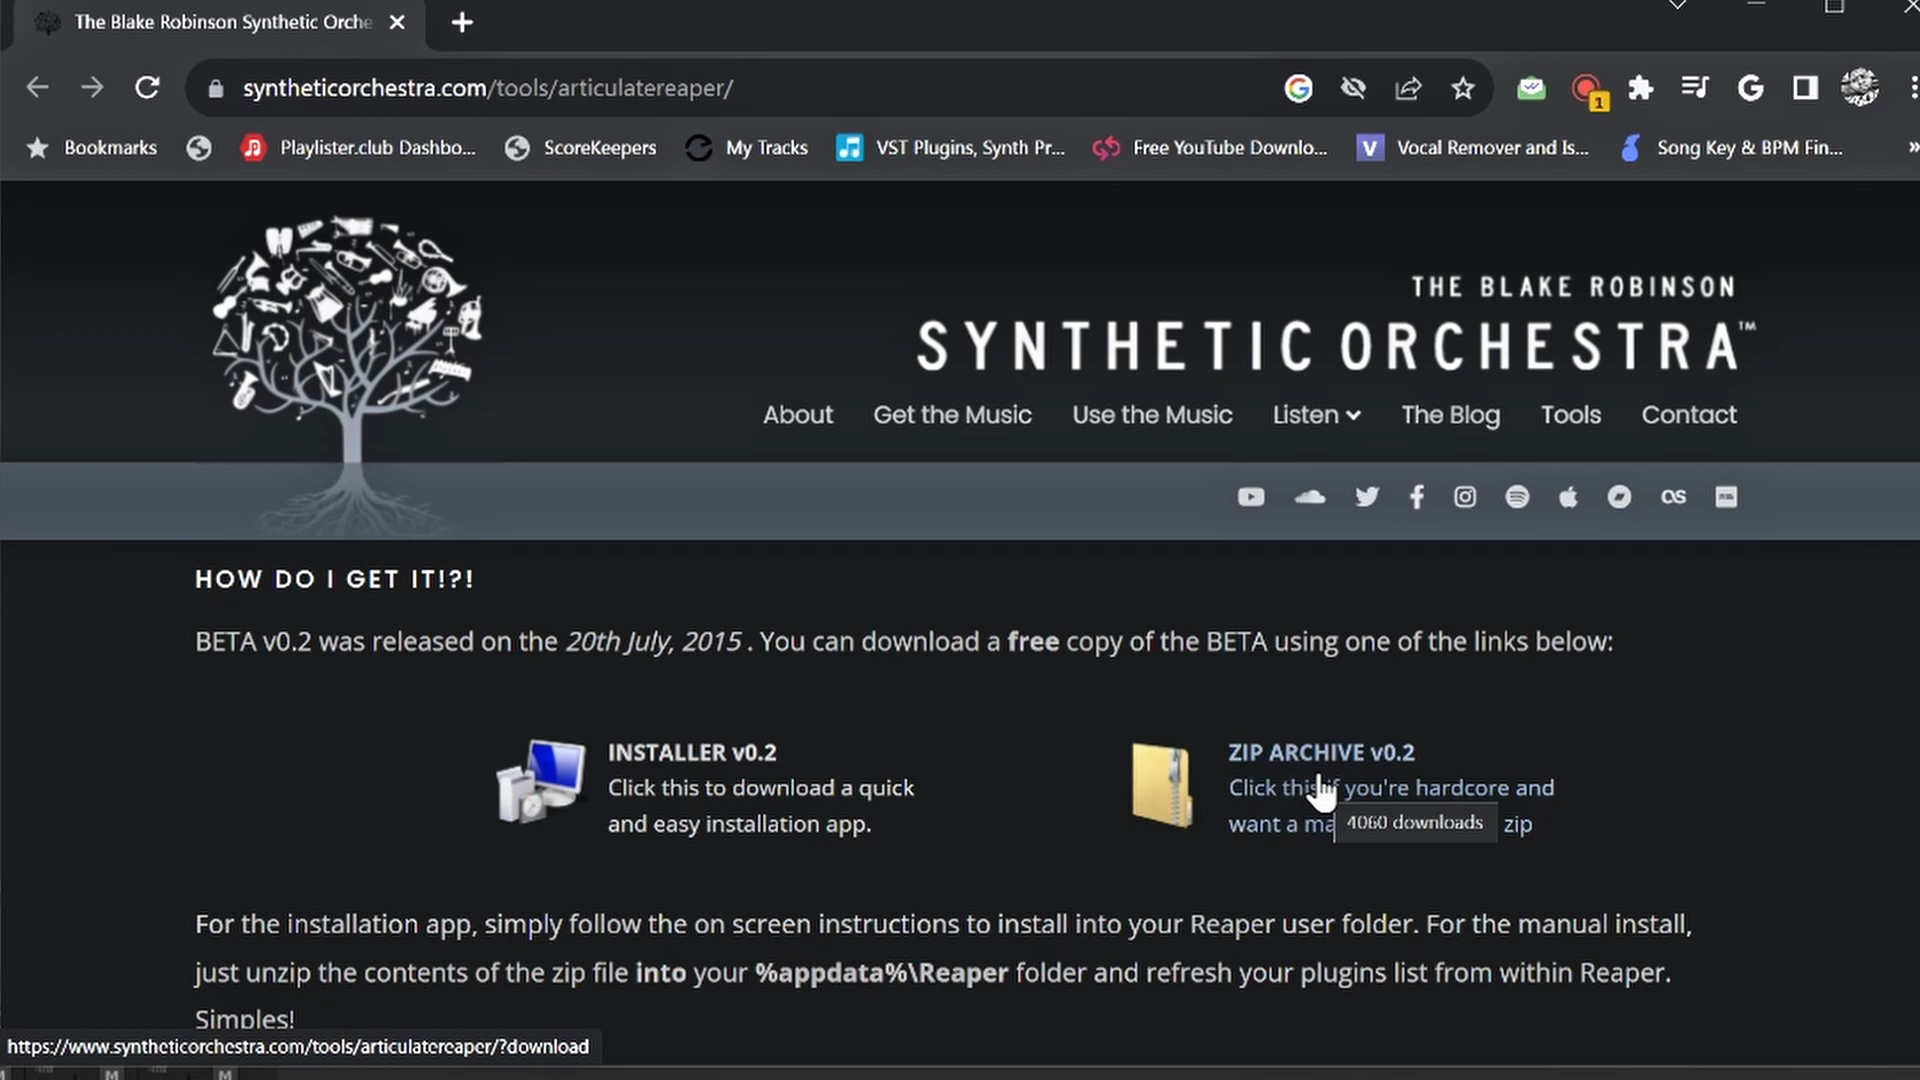 The Blake Robinson Synthetic Orche
syntheticorchestra.com/tools/articulatereaper/
1
G
Bookmarks
Playlister.club Dashbo...
ScoreKeepers
My Tracks
VST Plugins, Synth Pr...
Free YouTube Downlo...
V
Vocal Remover and Is...
Song Key & BPM Fin...
»
THE BLAKE ROBINSON
SYNTHETIC ORCHESTRA™
About Get the Music Use the Music Listen The Blog Tools Contact
HOW DO I GET IT!?!
BETA v0.2 was released on the 20th July, 2015 . You can download a free copy of the BETA using one of the links below:
INSTALLER v0.2
Click this to download a quick
and easy installation app.
ZIP ARCHIVE v0.2
Click this if you're hardcore and
want a ma
4060 downloads
zip
For the installation app, simply follow the on screen instructions to install into your Reaper user folder. For the manual install,
just unzip the contents of the zip file into your %appdata%\Reaper folder and refresh your plugins list from within Reaper.
Simples!
https://www.syntheticorchestra.com/tools/articulatereaper/?download
M
M